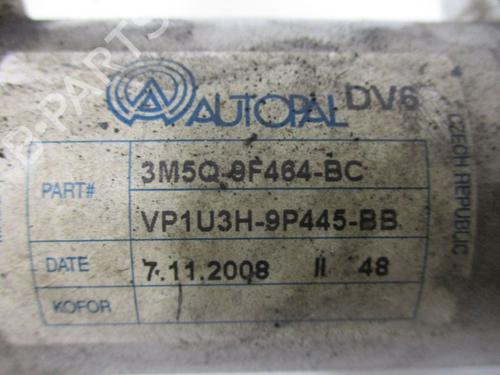 AUTOPAL DV6
CZECH REPUBLIC
PART# 3M5Q-9F464-BC
VP1U3H-9P445-BB
DATE 7.11.2008 II 48
KOFOR
B-PARTS